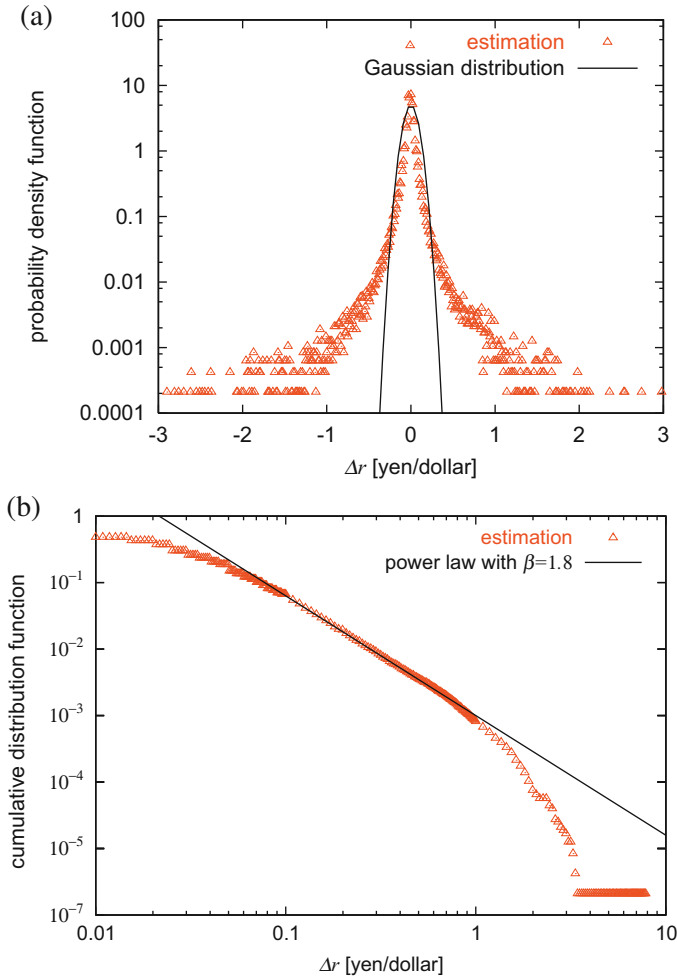 (a)
probability density function
100
10
1
0.1
0.01
0.001
0.0001
estimation
Gaussian distribution
-3 -2 -1 0 1 2 3
Δr [yen/dollar]
(b)
cumulative distribution function
1
10⁻¹
10⁻²
10⁻³
10⁻⁴
10⁻⁵
10⁻⁷
estimation
power law with β=1.8
0.01 0.1 1 10
Δr [yen/dollar]